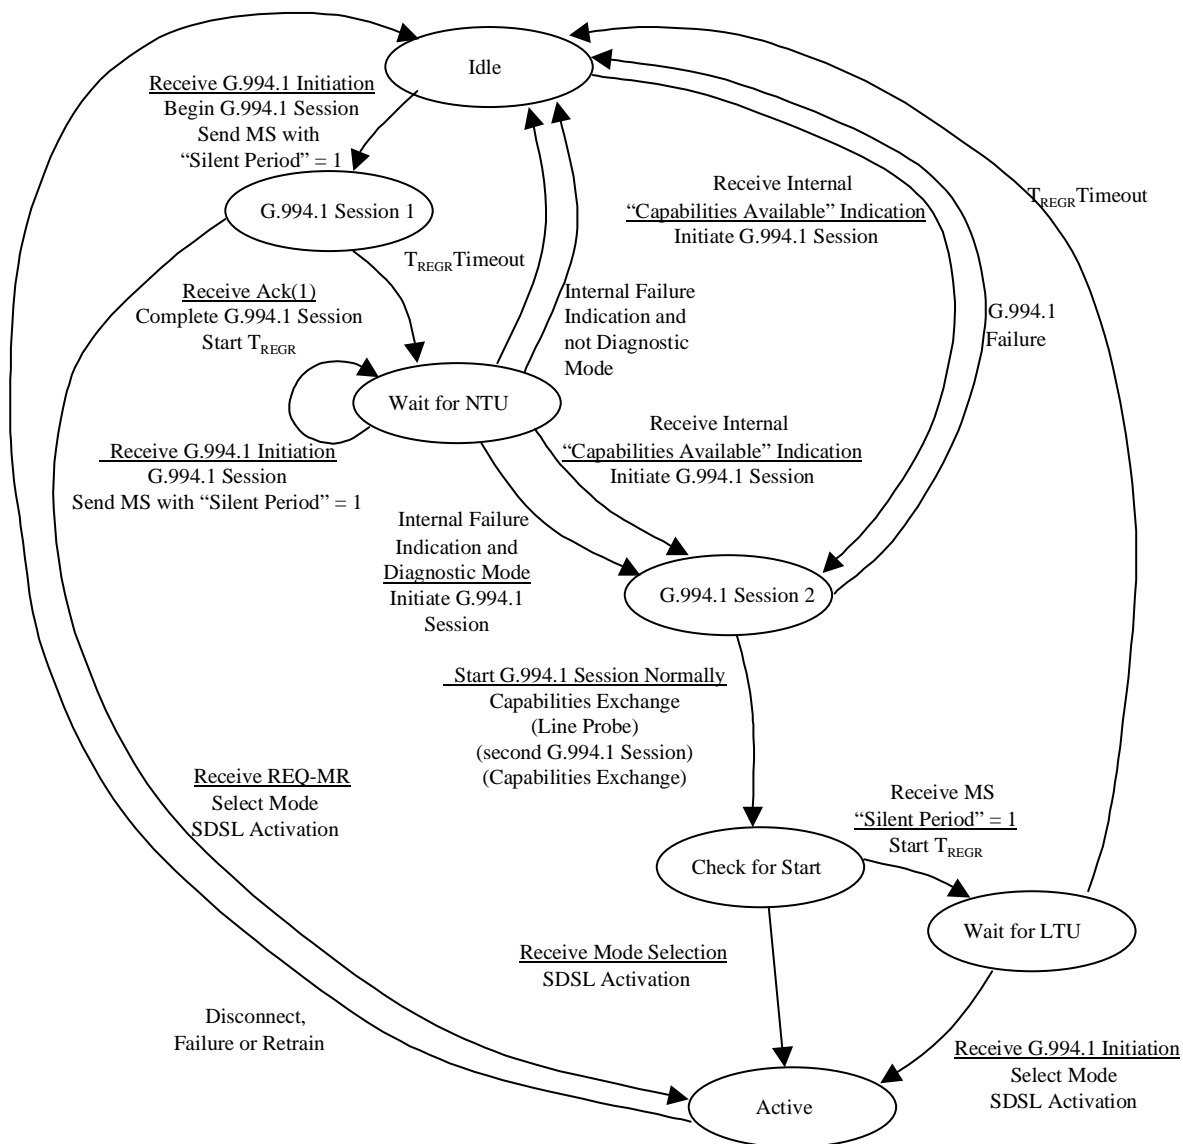 Idle
Receive G.994.1 Initiation
Begin G.994.1 Session
Send MS with
“Silent Period” = 1
G.994.1 Session 1
Receive Internal
“Capabilities Available” Indication
Initiate G.994.1 Session
TREGR Timeout
TREGR Timeout
Receive Ack(1)
Complete G.994.1 Session
Start TREGR
Internal Failure
Indication and
not Diagnostic
Mode
G.994.1
Failure
Wait for NTU
Receive Internal
“Capabilities Available” Indication
Initiate G.994.1 Session
Receive G.994.1 Initiation
G.994.1 Session
Send MS with “Silent Period” = 1
Internal Failure
Indication and
Diagnostic Mode
Initiate G.994.1
Session
G.994.1 Session 2
Start G.994.1 Session Normally
Capabilities Exchange
(Line Probe)
(second G.994.1 Session)
(Capabilities Exchange)
Receive REQ-MR
Select Mode
SDSL Activation
Receive MS
“Silent Period” = 1
Start TREGR
Check for Start
Wait for LTU
Receive Mode Selection
SDSL Activation
Disconnect,
Failure or Retrain
Receive G.994.1 Initiation
Select Mode
SDSL Activation
Active